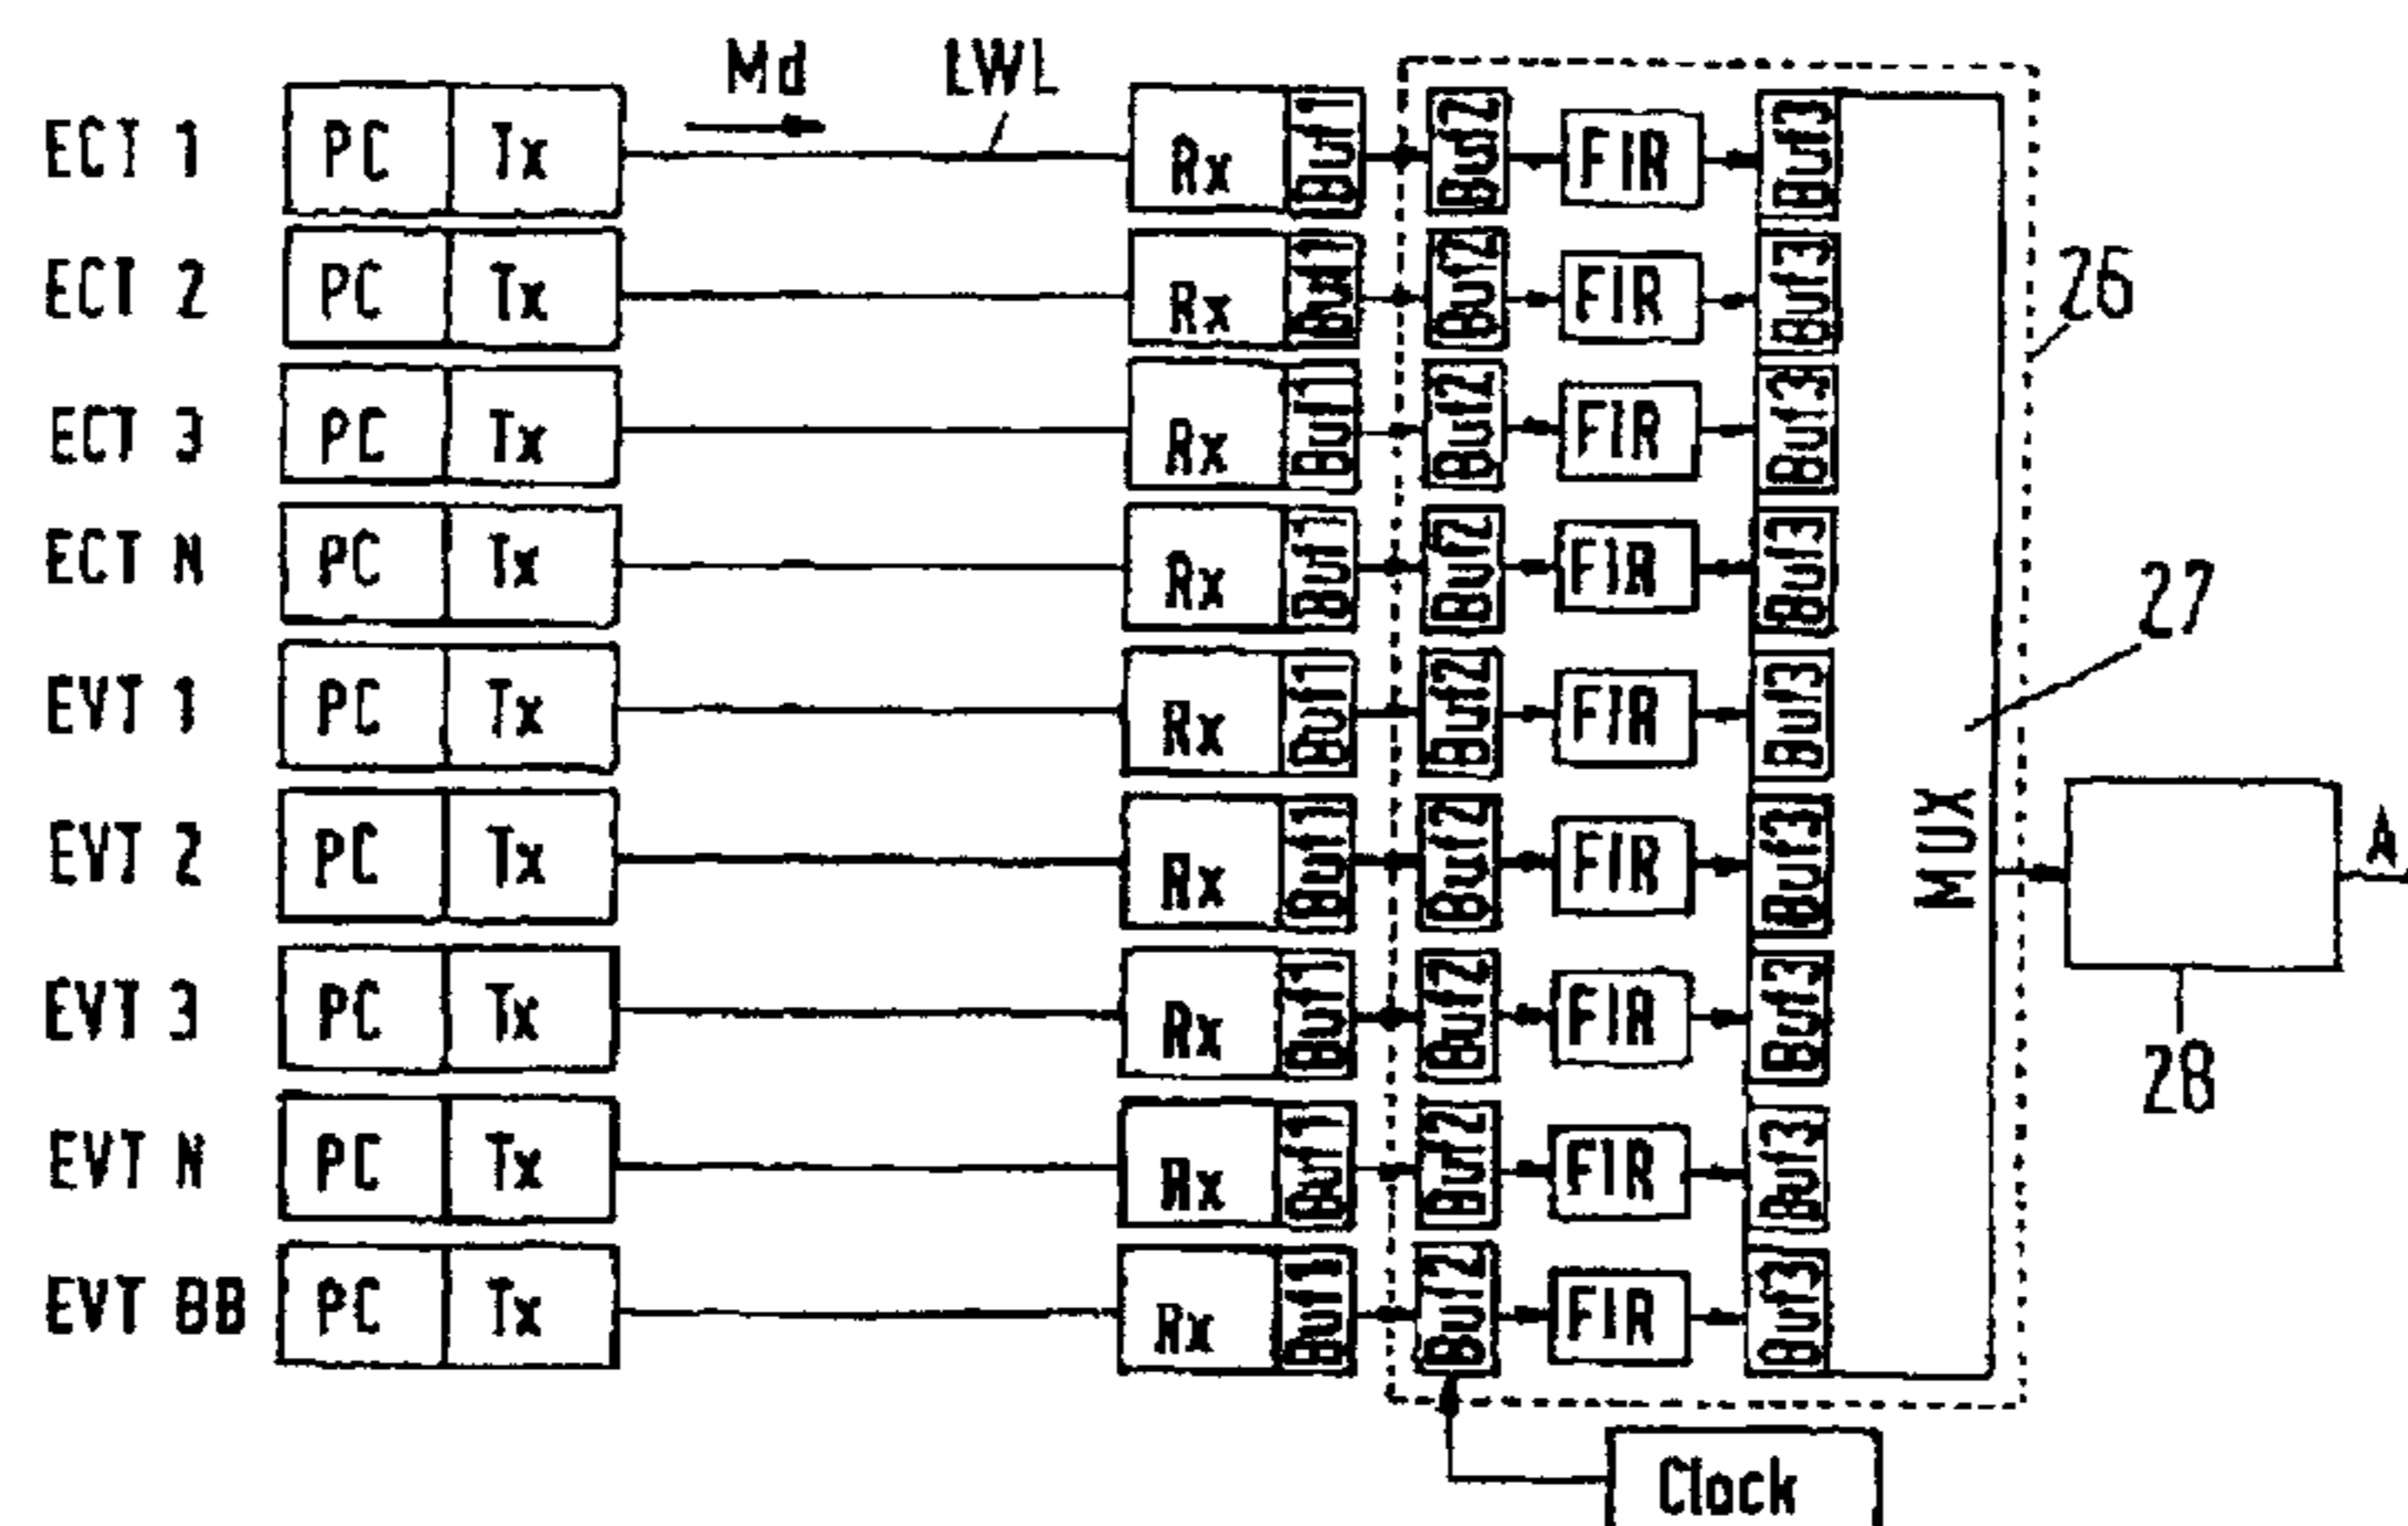 Md LWL
ECT 1 PC Tx Rx Buf1 Buf2 FIR Buf3
ECT 2 PC Tx Rx Buf1 Buf2 FIR Buf3
26
ECT 3 PC Tx Rx Buf1 Buf2 FIR Buf3
ECT N PC Tx Rx Buf1 Buf2 FIR Buf3
27
EVT 1 PC Tx Rx Buf1 Buf2 FIR Buf3
EVT 2 PC Tx Rx Buf1 Buf2 FIR Buf3
MUX
A
EVT 3 PC Tx Rx Buf1 Buf2 FIR Buf3
28
EVT N PC Tx Rx Buf1 Buf2 FIR Buf3
EVT BB PC Tx Rx Buf1 Buf2 FIR Buf3
Clock